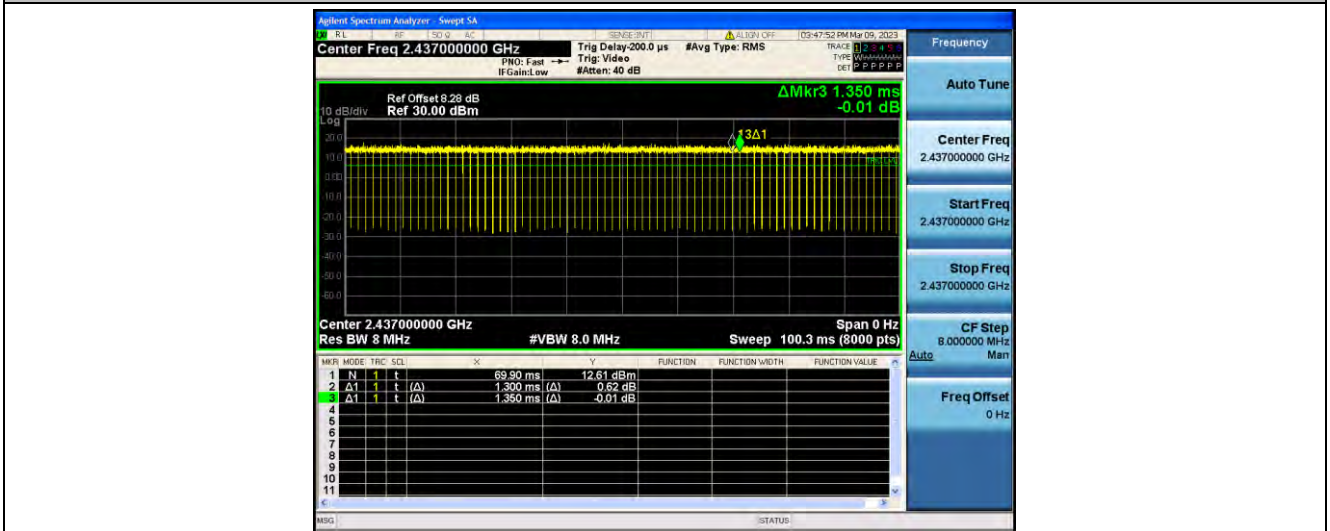 Agilent Spectrum Analyzer - Swept SA
RL RF 50 Ω AC SENSE:INT ALIGN OFF 03:47:52 PM Mar 09, 2023
Center Freq 2.437000000 GHz
PNO: Fast
IFGain:Low
Trig Delay-200.0 µs
Trig: Video
#Atten: 40 dB
#Avg Type: RMS
TRACE 1 2 3 4 5 6
TYPE
DET P P P P P P
Ref Offset 8.28 dB
10 dB/div Ref 30.00 dBm
Log
ΔMkr3 1.350 ms
-0.01 dB
20.0
10.0
0.00
-10.0
-20.0
-30.0
-40.0
-50.0
-60.0
13Δ1
Center 2.437000000 GHz Span 0 Hz
Res BW 8 MHz #VBW 8.0 MHz Sweep 100.3 ms (8000 pts)
MKR MODE TRC SCL X Y FUNCTION FUNCTION WIDTH FUNCTION VALUE
1 N 1 t 69.90 ms 12.61 dBm
2 Δ1 1 t (Δ) 1.300 ms (Δ) 0.62 dB
3 Δ1 1 t (Δ) 1.350 ms (Δ) -0.01 dB
4
5
6
7
8
9
10
11
MSG STATUS
Frequency
Auto Tune
Center Freq
2.437000000 GHz
Start Freq
2.437000000 GHz
Stop Freq
2.437000000 GHz
CF Step
8.000000 MHz
Auto Man
Freq Offset
0 Hz